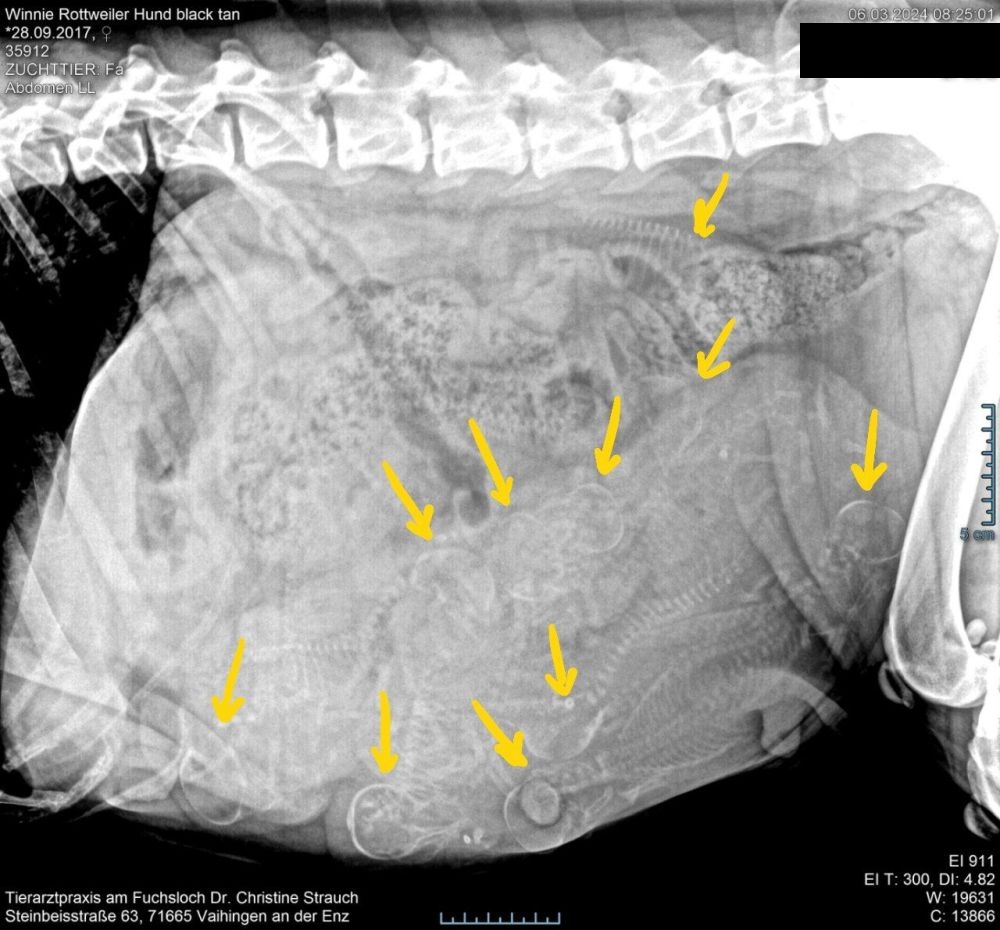 Winnie Rottweiler Hund black tan
*28.09.2017, ♀
35912
ZUCHTTIER: Fa
Abdomen LL
06.03.2024 08:25:01
5 cm
EI 911
EI T: 300, DI: 4.82
W: 19631
C: 13866
Tierarztpraxis am Fuchsloch Dr. Christine Strauch
Steinbeisstraße 63, 71665 Vaihingen an der Enz